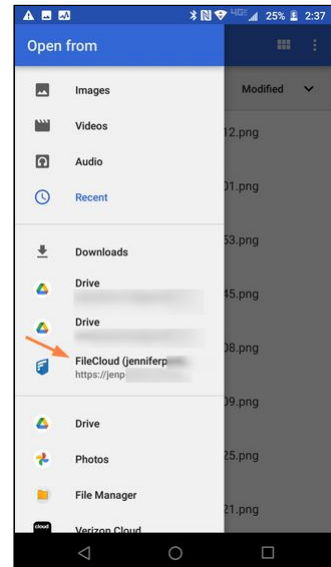 4G 25% 2:37
Open from
Images
Modified
Videos
12.png
Audio
01.png
Recent
53.png
Downloads
Drive
45.png
Drive
08.png
FileCloud (jenniferp
https://jenp
09.png
Drive
Photos
25.png
File Manager
21.png
cloud
Verizon Cloud